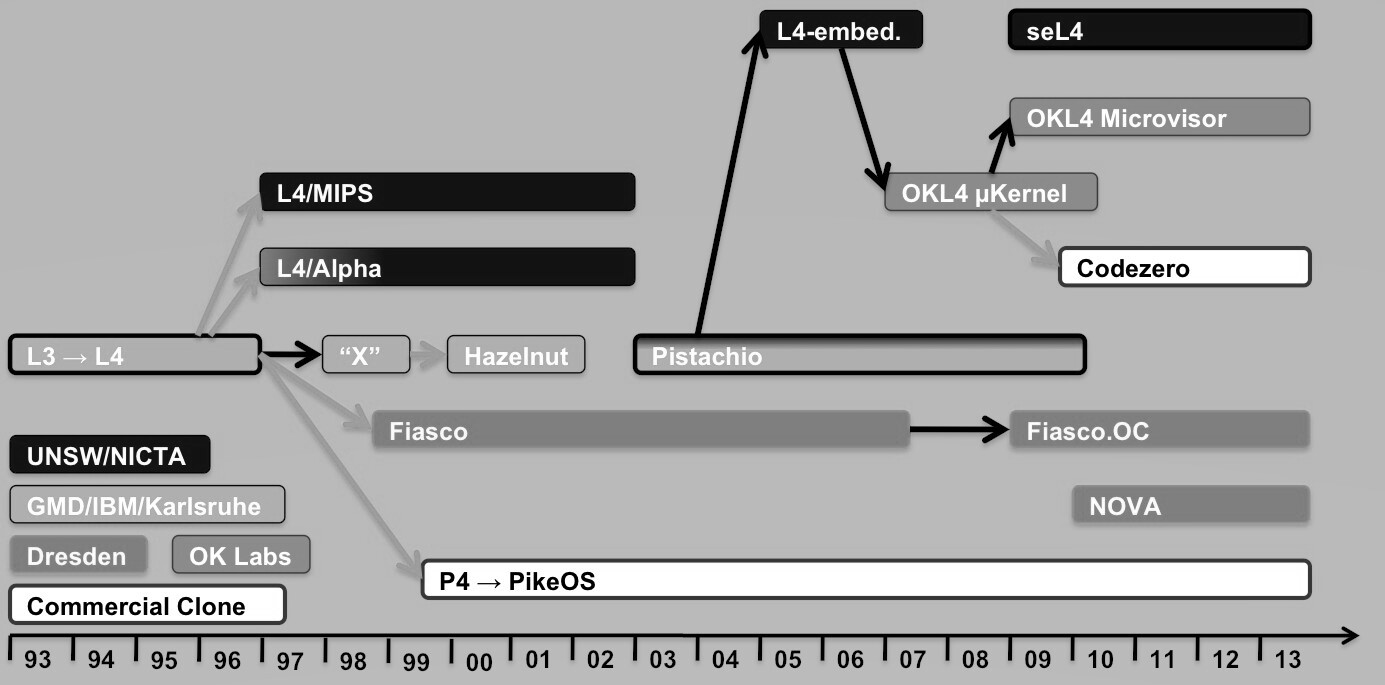 L4-embed.
seL4
OKL4 Microvisor
L4/MIPS
OKL4 µKernel
L4/Alpha
Codezero
L3 → L4
“X”
Hazelnut
Pistachio
Fiasco
Fiasco.OC
UNSW/NICTA
GMD/IBM/Karlsruhe
NOVA
Dresden
OK Labs
P4 → PikeOS
Commercial Clone
93 94 95 96 97 98 99 00 01 02 03 04 05 06 07 08 09 10 11 12 13